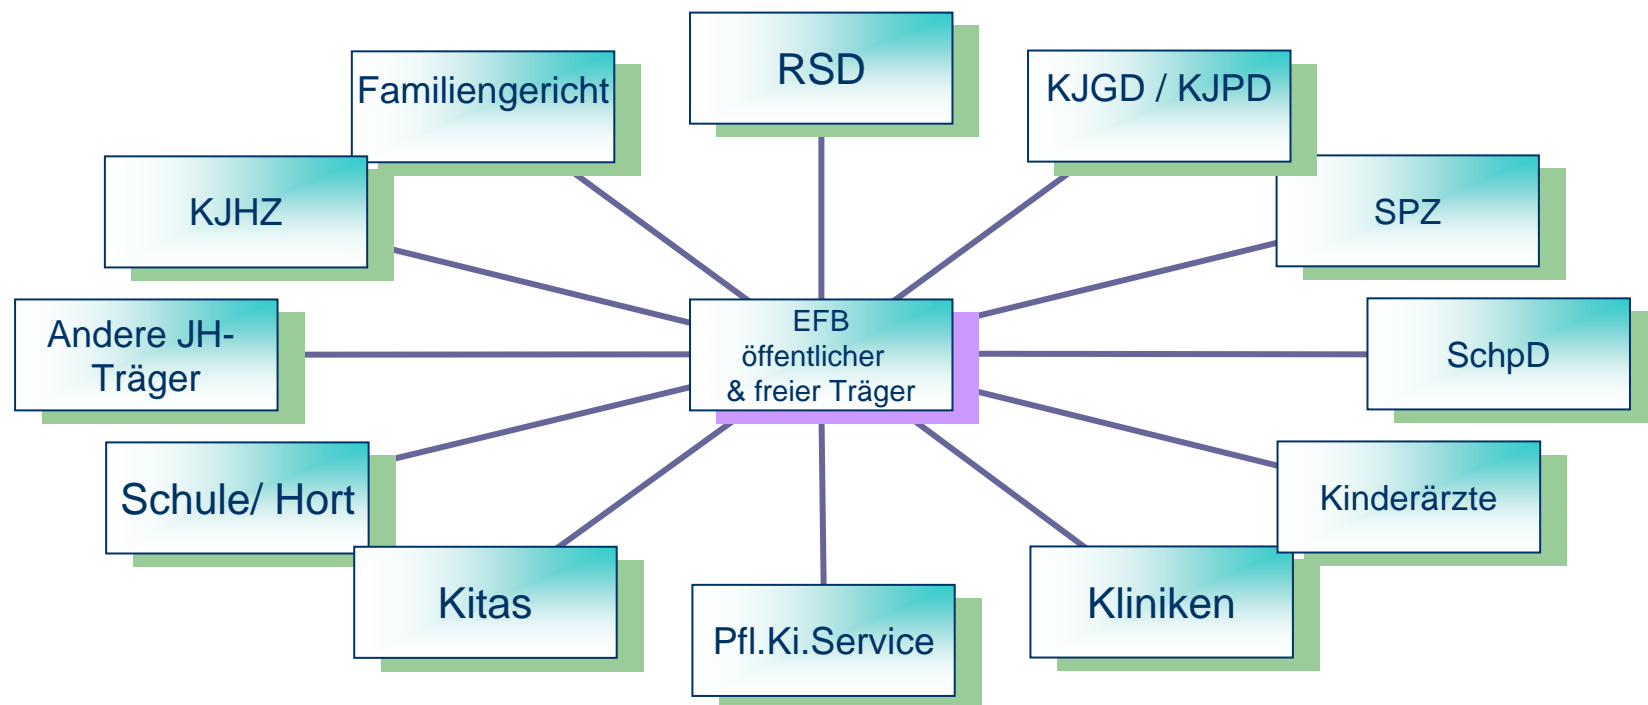 RSD
Familiengericht
KJGD / KJPD
KJHZ
SPZ
EFB
öffentlicher
& freier Träger
Andere JH-
Träger
SchpD
Schule/ Hort
Kinderärzte
Kitas
Kliniken
Pfl.Ki.Service